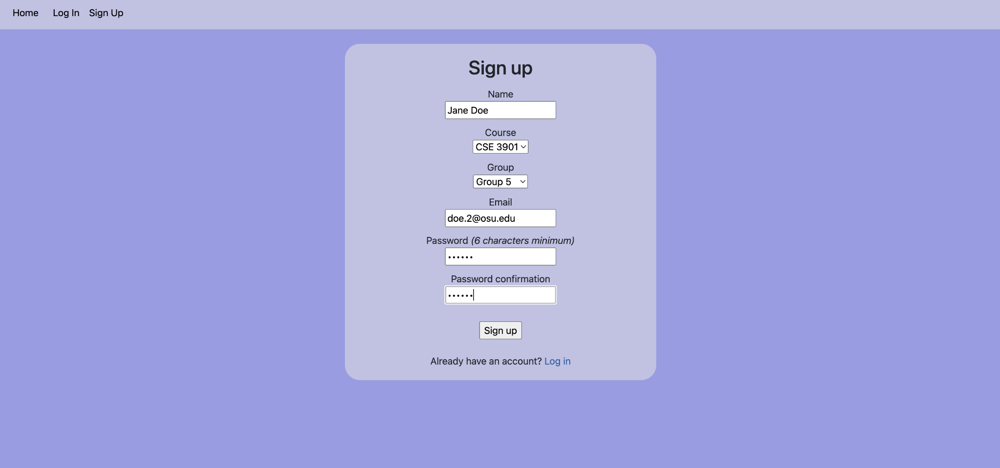 Home Log In Sign Up
Sign up
Name
Jane Doe
Course
CSE 3901
Group
Group 5
Email
doe.2@osu.edu
Password (6 characters minimum)
••••••
Password confirmation
••••••
Sign up
Already have an account? Log in